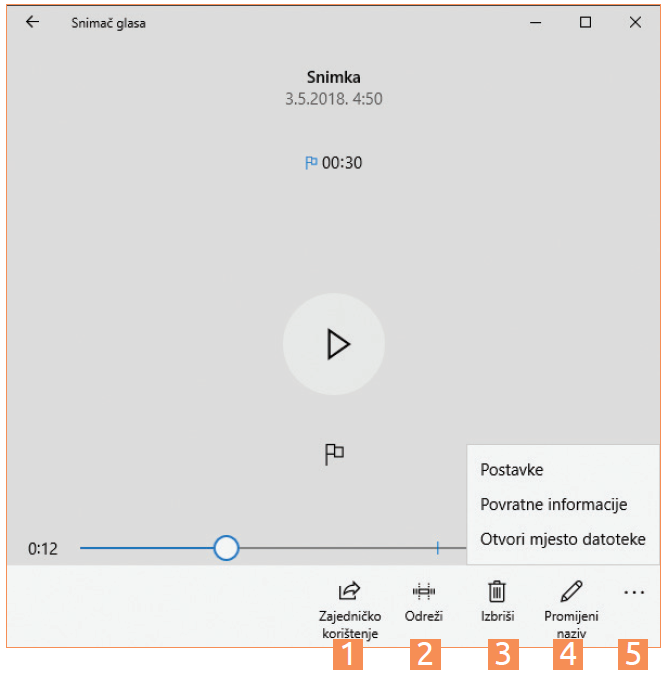 Snimač glasa
Snimka
3.5.2018. 4:50
00:30
Postavke
Povratne informacije
Otvori mjesto datoteke
0:12
Zajedničko
korištenje
Odreži
Izbriši
Promijeni
naziv
1 2 3 4 5